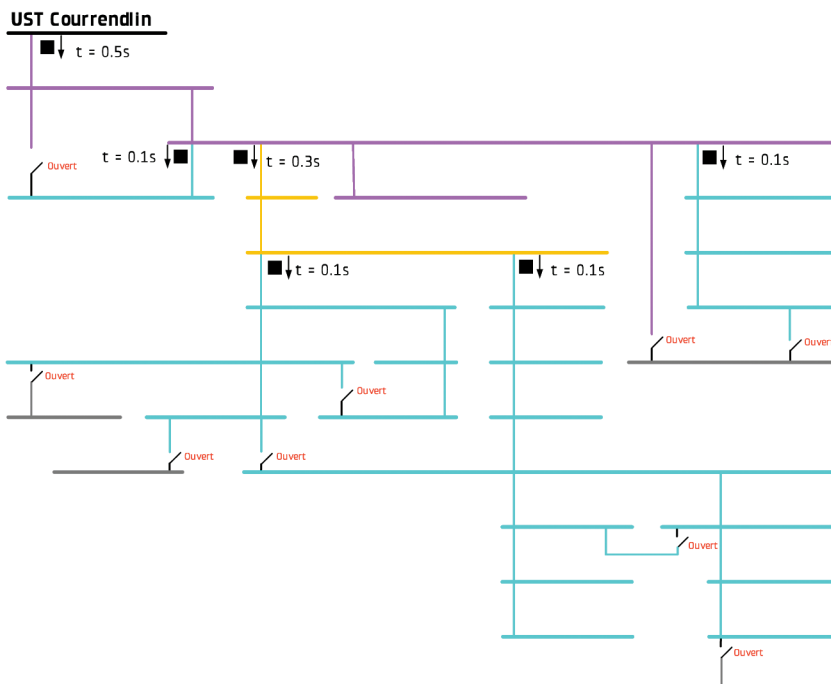 UST Courrendlin
t = 0.5s
t = 0.1s
t = 0.3s
t = 0.1s
Ouvert
t = 0.1s
t = 0.1s
Ouvert
Ouvert
Ouvert
Ouvert
Ouvert
Ouvert
Ouvert
Ouvert